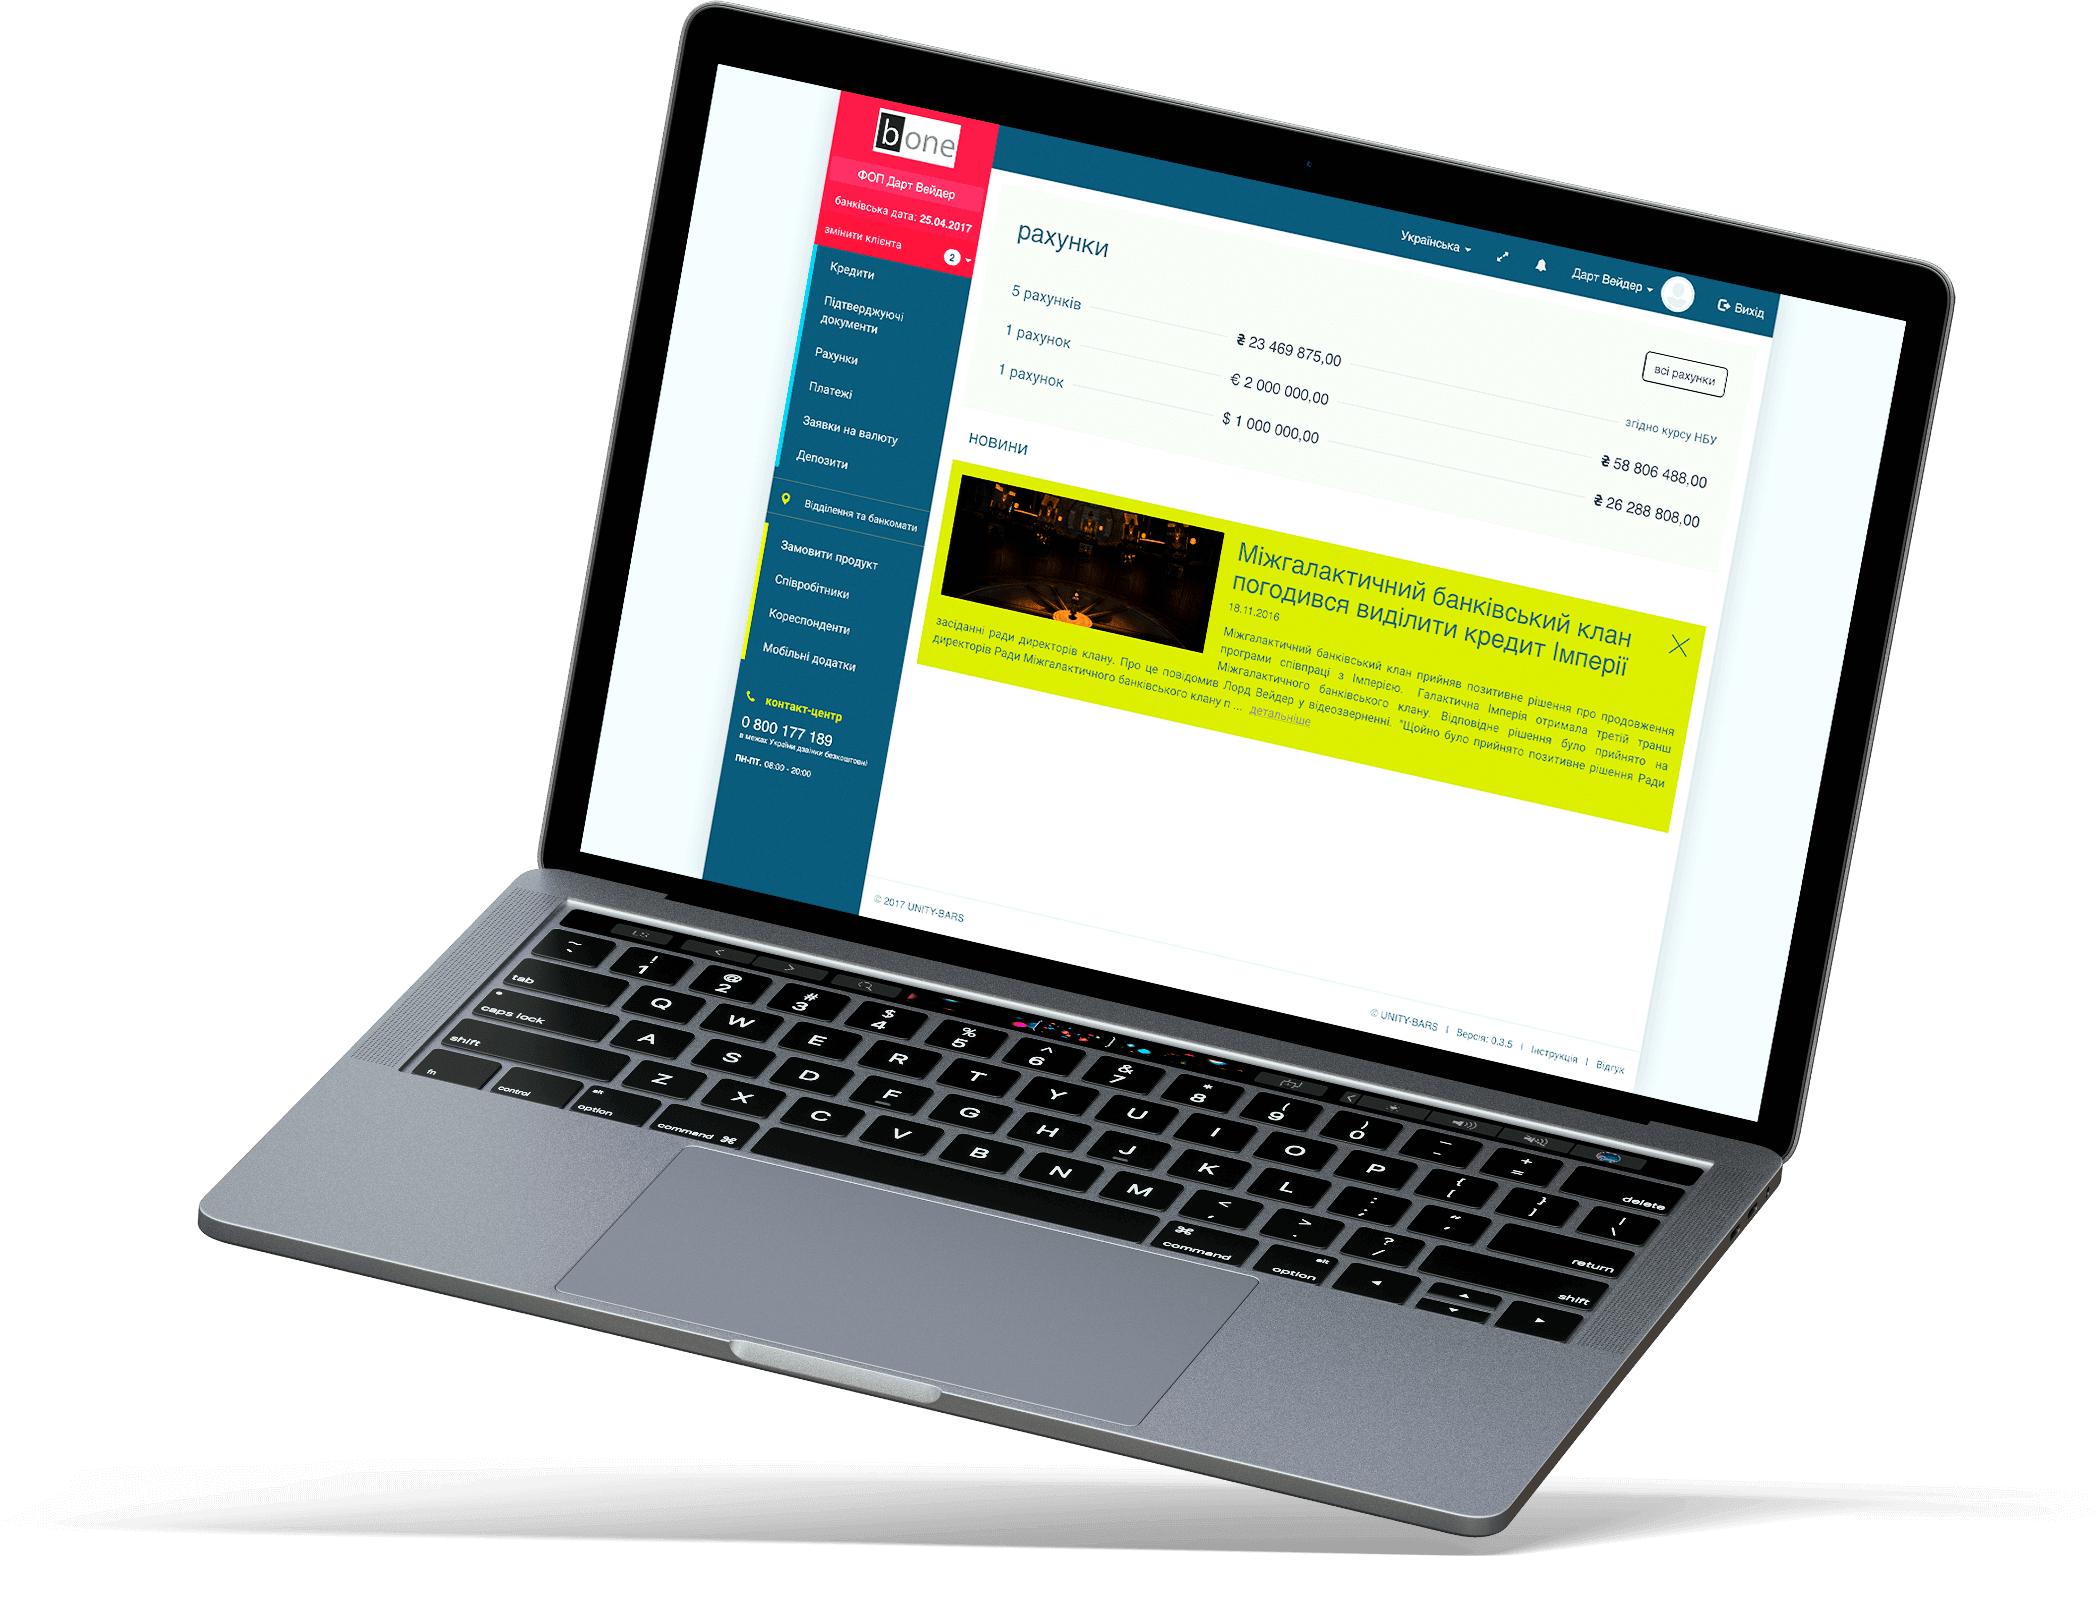 bone
ФОП Дарт Вейдер
банківська дата: 25.04.2017
змінити клієнта 2
Кредити
Підтверджуючі
документи
Рахунки
Платежі
Заявки на валюту
Депозити
Відділення та банкомати
Замовити продукт
Співробітники
Кореспонденти
Мобільні додатки
контакт-центр
0 800 177 189
в межах України дзвінки безкоштовні
пн-пт. 08:00 - 20:00
Українська
Дарт Вейдер
Вихід
рахунки
всі рахунки
згідно курсу НБУ
5 рахунків ₴ 23 469 875,00
1 рахунок € 2 000 000,00 ₴ 58 806 488,00
1 рахунок $ 1 000 000,00 ₴ 26 288 808,00
новини
Міжгалактичний банківський клан
погодився виділити кредит Імперії
18.11.2016
Міжгалактичний банківський клан прийняв позитивне рішення про продовження
програми співпраці з Імперією. Галактична Імперія отримала третій транш
Міжгалактичного банківського клану. Відповідне рішення було прийнято на
засіданні ради директорів клану. Про це повідомив Лорд Вейдер у відеозверненні. "Щойно було прийнято позитивне рішення Ради
директорів Ради Міжгалактичного банківського клану п ... детальніше
© 2017 UNITY-BARS
© UNITY-BARS | Версія: 0.3.5 | Інструкція | Відгук
~ ! 1 @ 2 # 3 $ 4 % 5 ^ 6 & 7 * 8 ( 9 ) 0 _ - + = delete
tab Q W E R T Y U I O P { [ } ] | \
caps lock A S D F G H J K L : ; " ' return
shift Z X C V B N M < , > . ? / shift
fn control alt option command ⌘ ⌘ command alt option